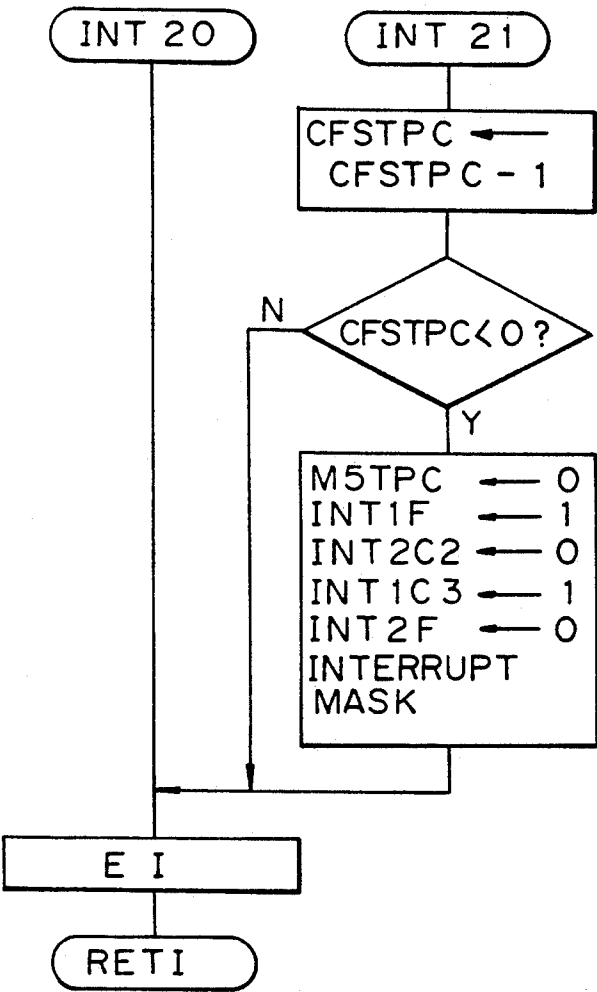 INT 20
INT 21
CFSTPC ←
CFSTPC - 1
CFSTPC<0?
N
Y
M5TPC ← 0
INT1F ← 1
INT2C2 ← 0
INT1C3 ← 1
INT2F ← 0
INTERRUPT
MASK
E I
RETI